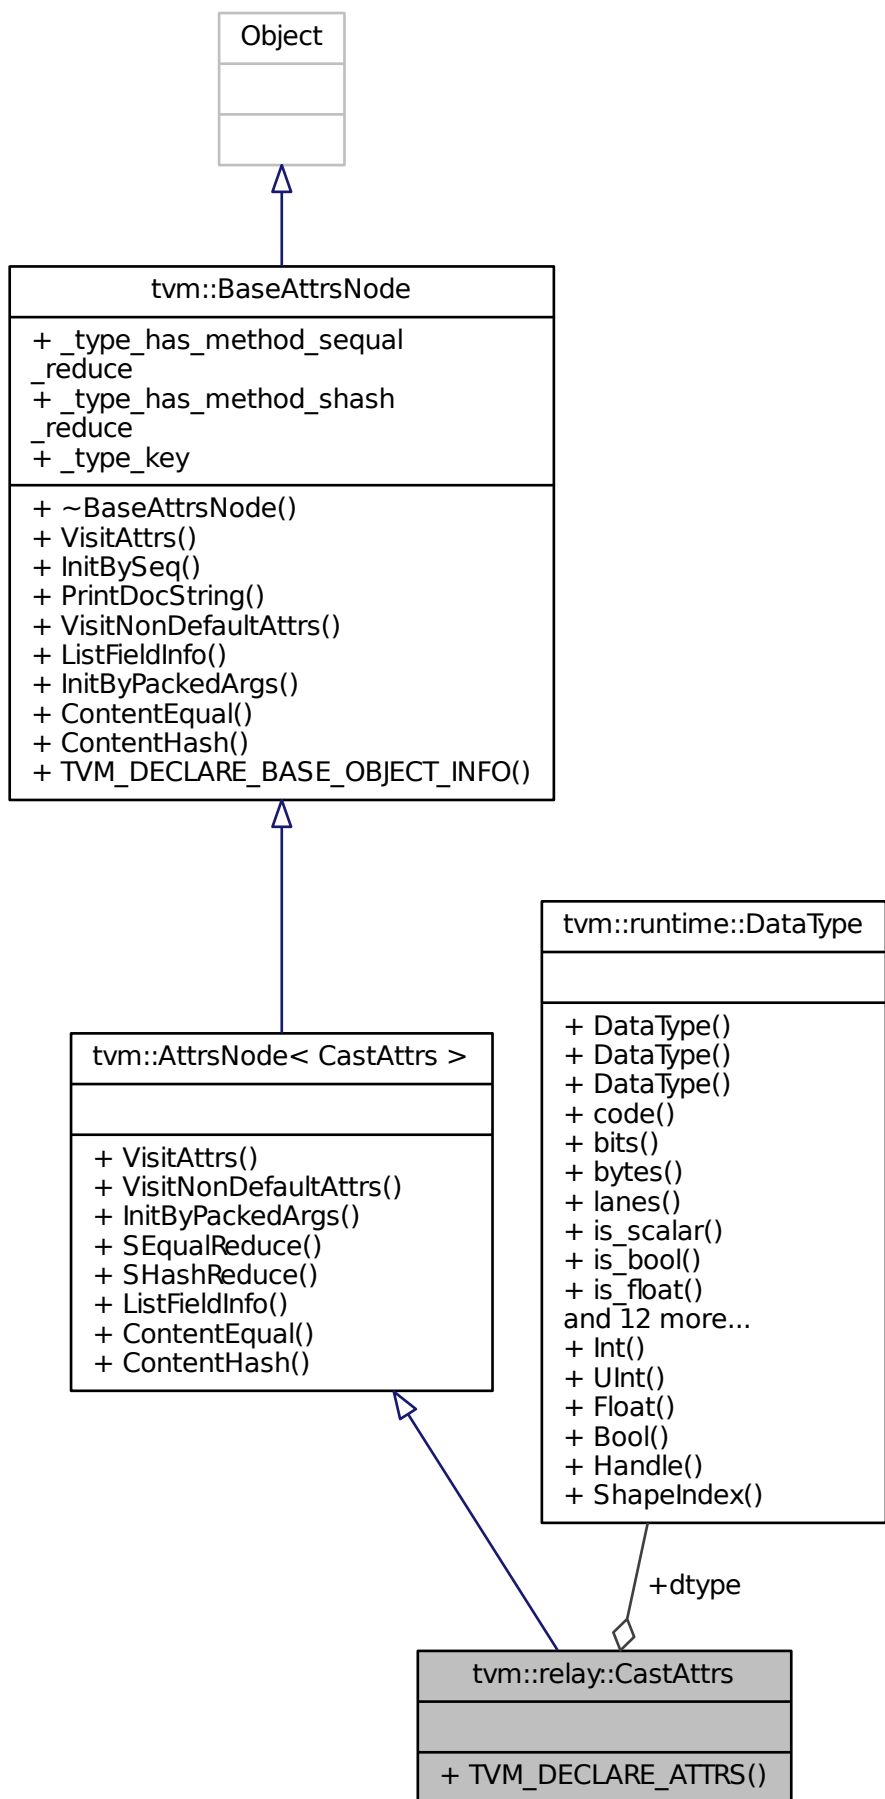 Object
tvm::BaseAttrsNode
+ _type_has_method_sequal
_reduce
+ _type_has_method_shash
_reduce
+ _type_key
+ ~BaseAttrsNode()
+ VisitAttrs()
+ InitBySeq()
+ PrintDocString()
+ VisitNonDefaultAttrs()
+ ListFieldInfo()
+ InitByPackedArgs()
+ ContentEqual()
+ ContentHash()
+ TVM_DECLARE_BASE_OBJECT_INFO()
tvm::AttrsNode< CastAttrs >
+ VisitAttrs()
+ VisitNonDefaultAttrs()
+ InitByPackedArgs()
+ SEqualReduce()
+ SHashReduce()
+ ListFieldInfo()
+ ContentEqual()
+ ContentHash()
tvm::runtime::DataType
+ DataType()
+ DataType()
+ DataType()
+ code()
+ bits()
+ bytes()
+ lanes()
+ is_scalar()
+ is_bool()
+ is_float()
and 12 more...
+ Int()
+ UInt()
+ Float()
+ Bool()
+ Handle()
+ ShapeIndex()
+dtype
tvm::relay::CastAttrs
+ TVM_DECLARE_ATTRS()